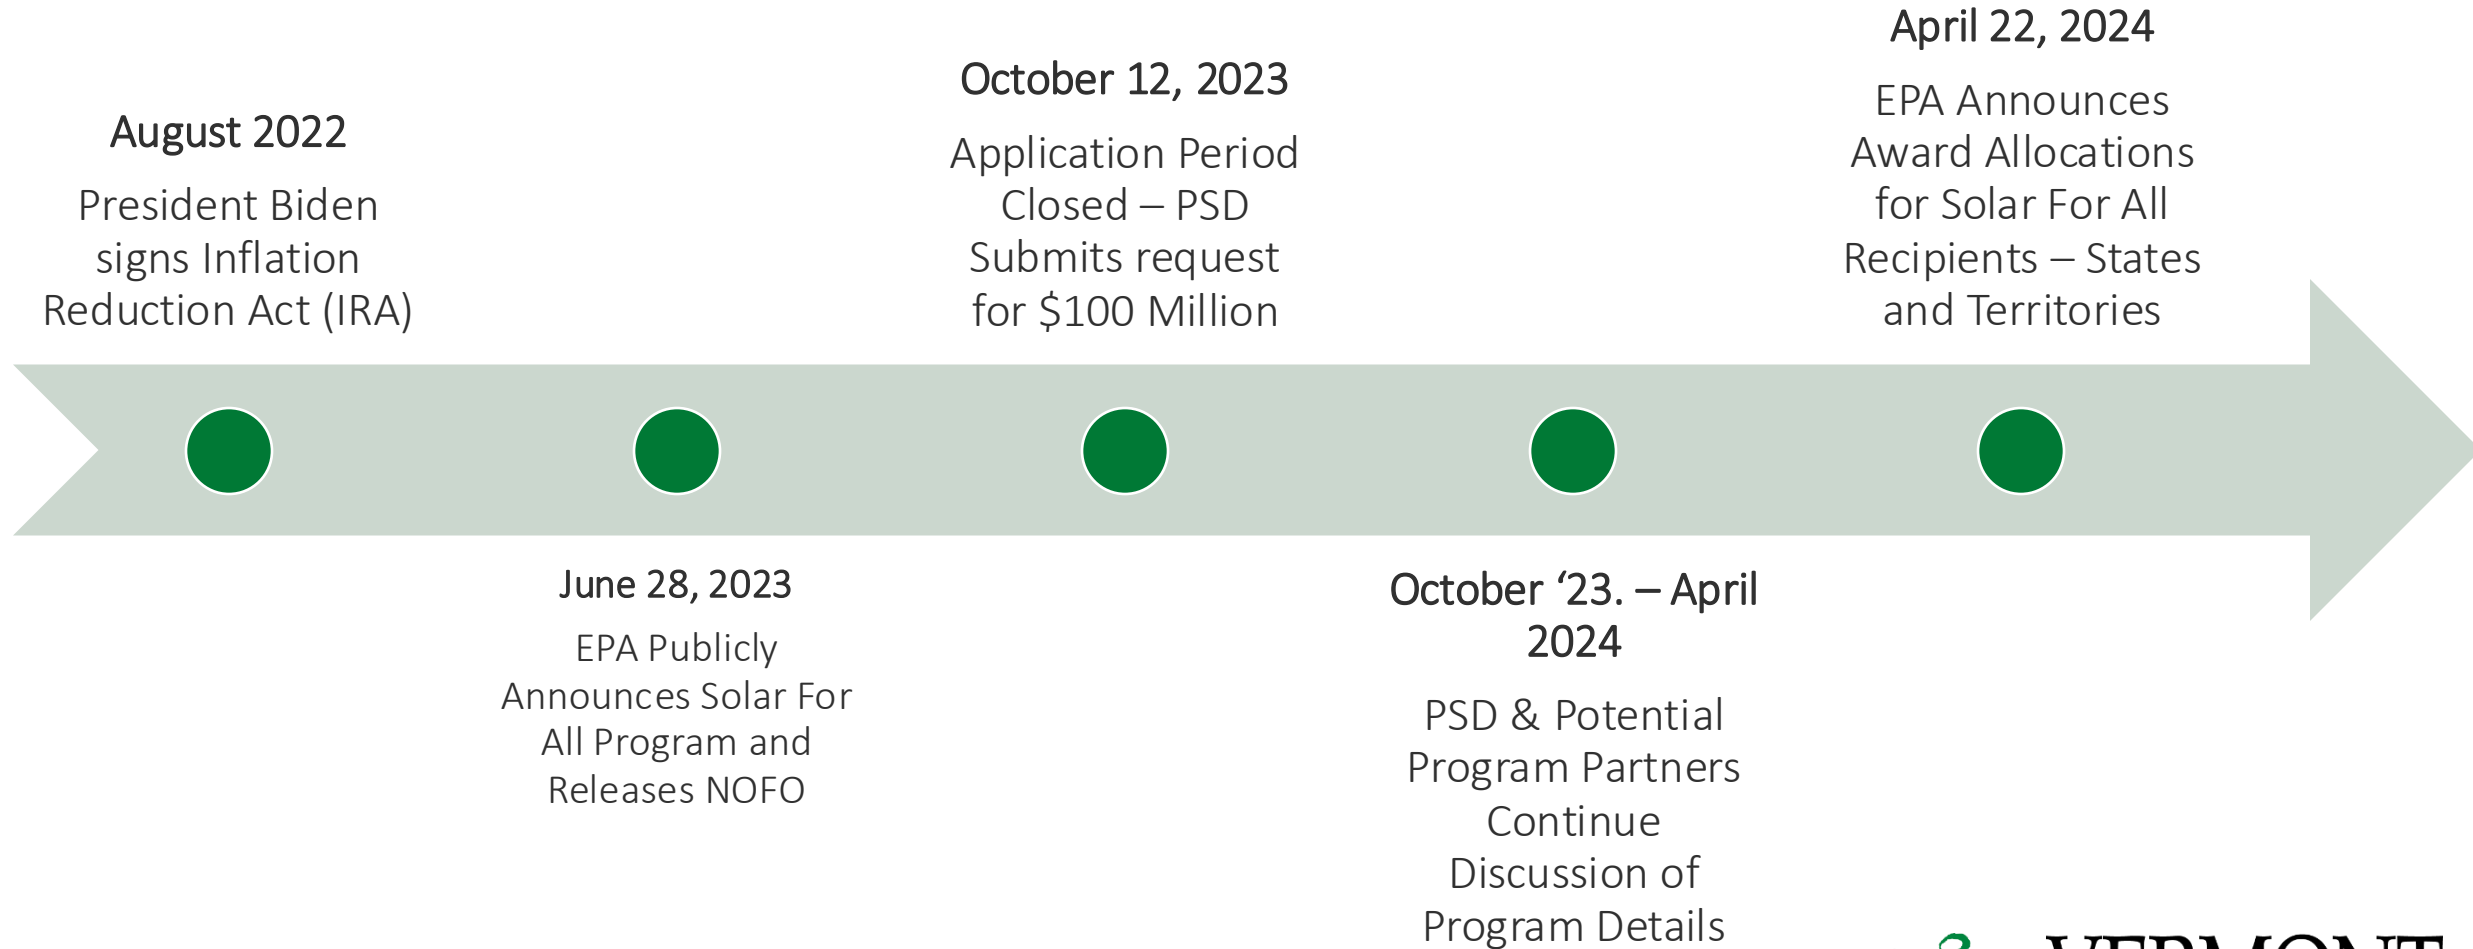 August 2022
President Biden
signs Inflation
Reduction Act (IRA)
June 28, 2023
EPA Publicly
Announces Solar For
All Program and
Releases NOFO
October 12, 2023
Application Period
Closed – PSD
Submits request
for $100 Million
October ‘23. – April
2024
PSD & Potential
Program Partners
Continue
Discussion of
Program Details
April 22, 2024
EPA Announces
Award Allocations
for Solar For All
Recipients – States
and Territories
VERMONT